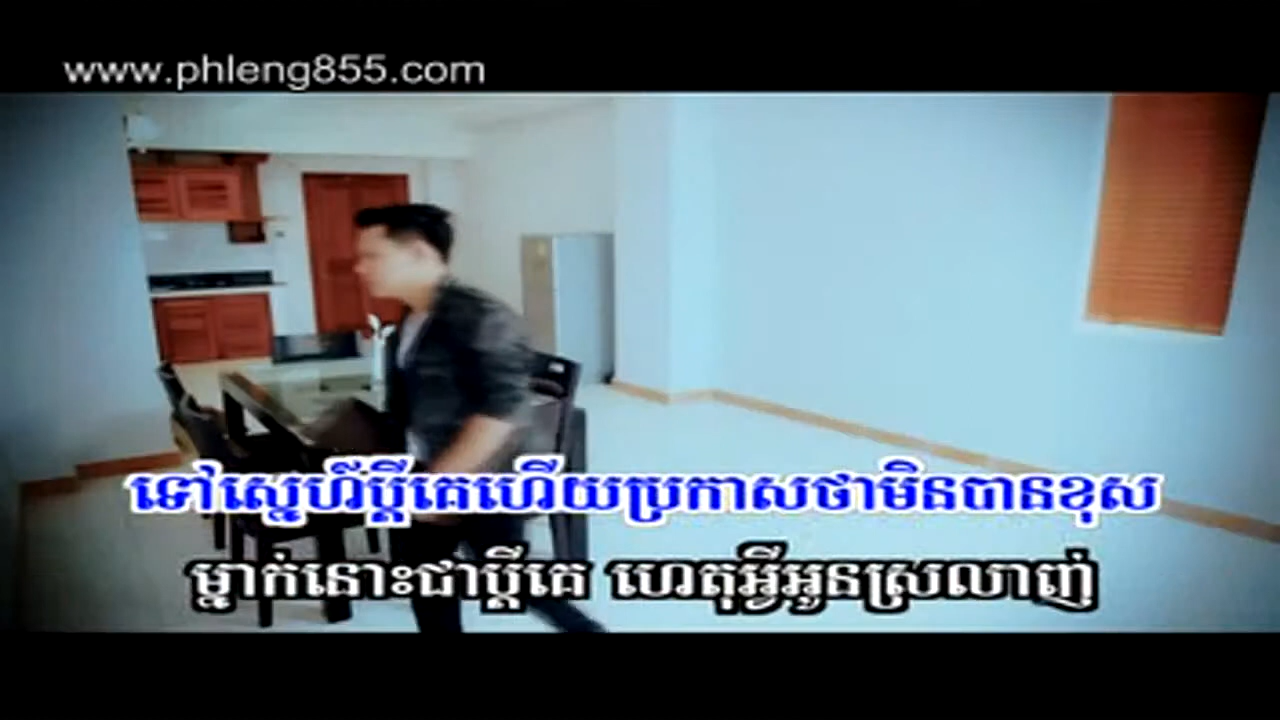 www.phleng855.com
ទៅស្នេហ៍ប្ដីគេហើយប្រកាសថាមិនបានខុស
ម្នាក់នោះជាប្ដីគេ ហេតុអ្វីអូនស្រលាញ់